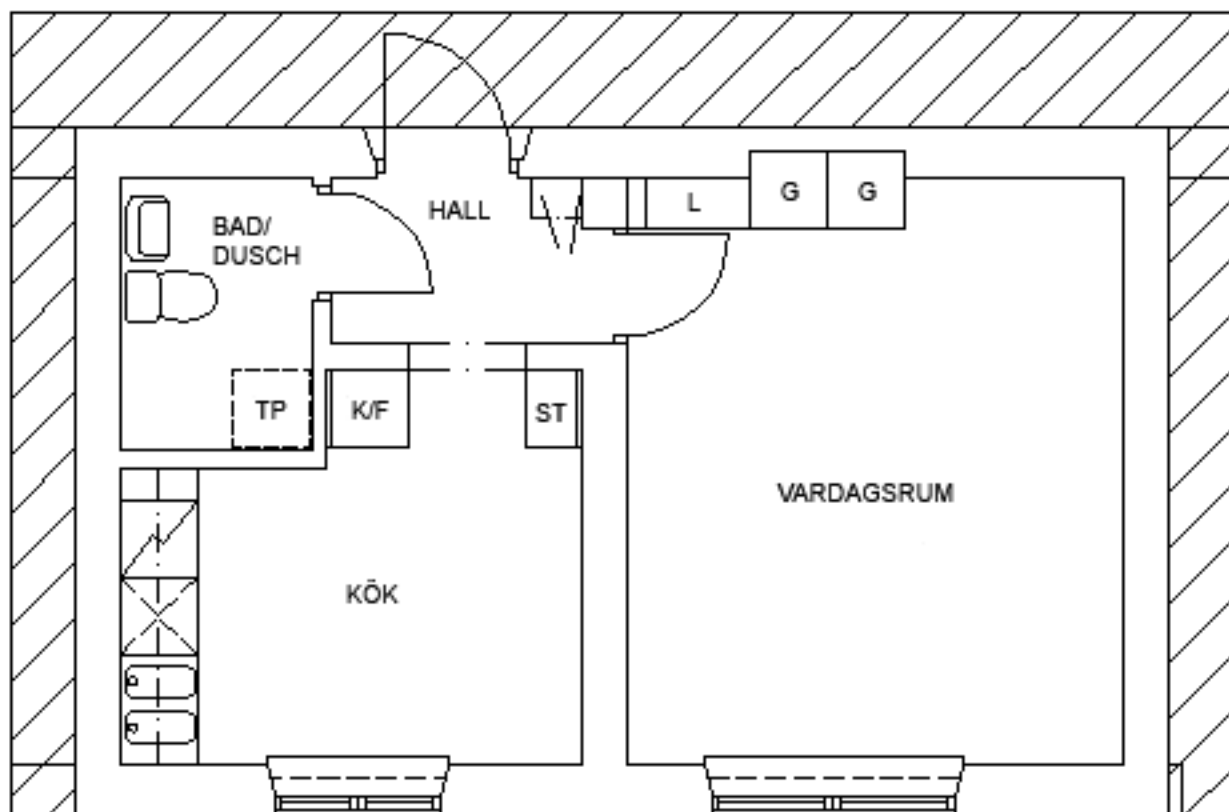 HALL
BAD/
DUSCH
L
G
G
TP
K/F
ST
VARDAGSRUM
KÖK